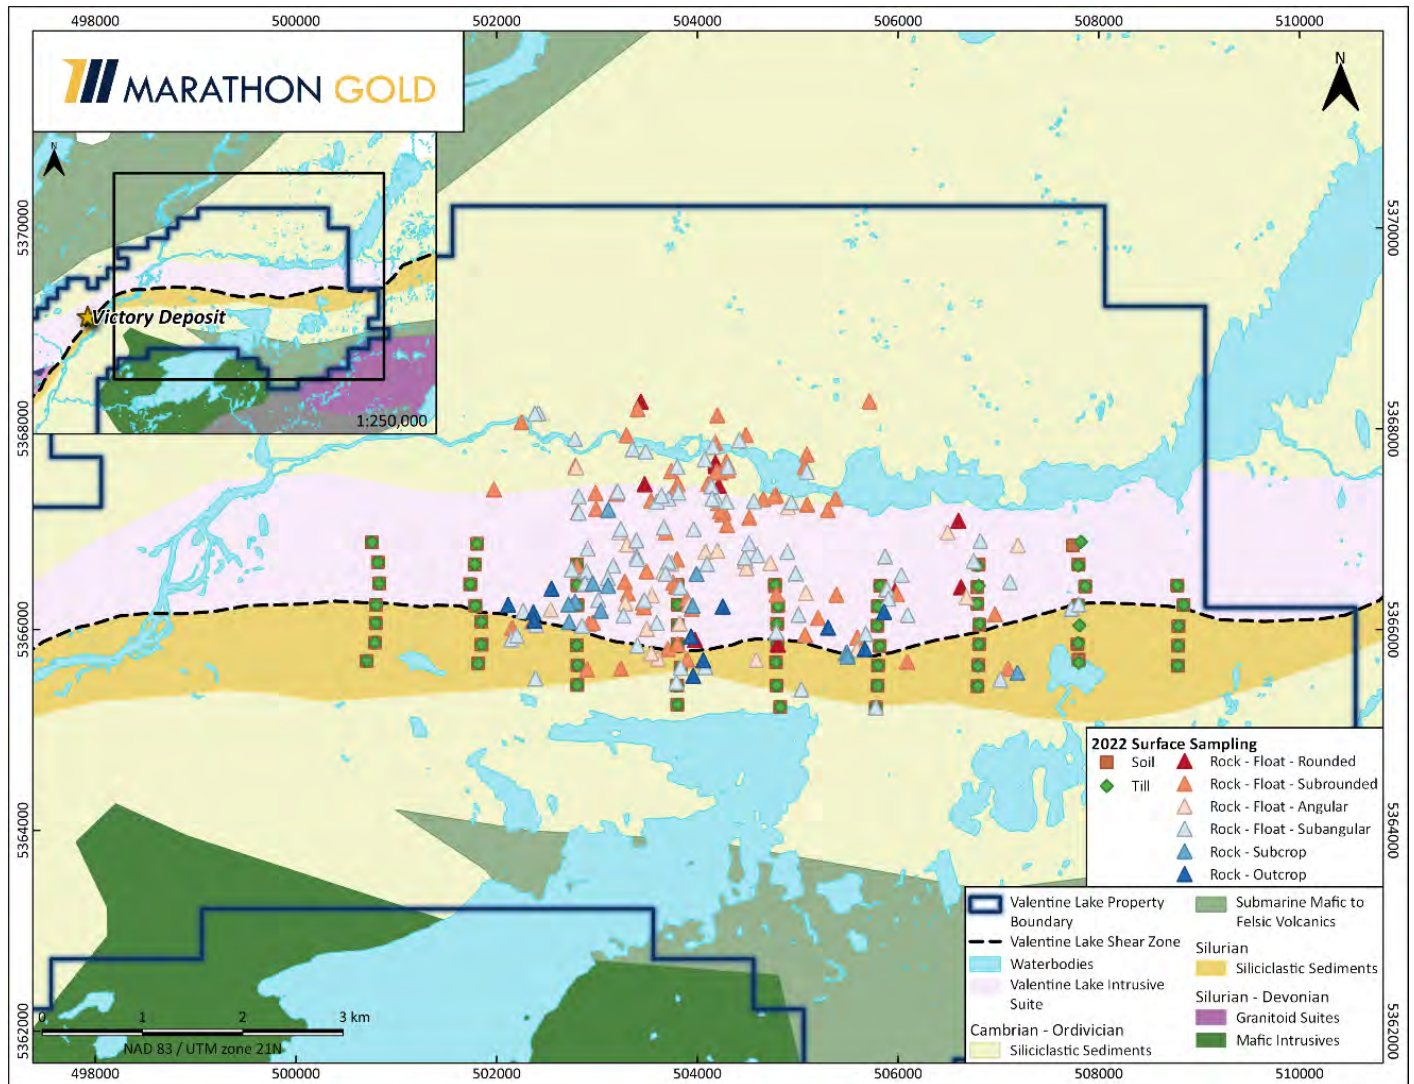 498000 500000 502000 504000 506000 508000 510000
MARATHON GOLD
N
N
Victory Deposit
1:250,000
5370000
5368000
5366000
5364000
5362000
5370000
5368000
5366000
5364000
5362000
2022 Surface Sampling
Soil
Till
Rock - Float - Rounded
Rock - Float - Subrounded
Rock - Float - Angular
Rock - Float - Subangular
Rock - Subcrop
Rock - Outcrop
Valentine Lake Property
Boundary
Valentine Lake Shear Zone
Waterbodies
Valentine Lake Intrusive
Suite
Cambrian - Ordivician
Siliciclastic Sediments
Submarine Mafic to
Felsic Volcanics
Silurian
Siliciclastic Sediments
Silurian - Devonian
Granitoid Suites
Mafic Intrusives
0 1 2 3 km
NAD 83 / UTM zone 21N
498000 500000 502000 504000 506000 508000 510000